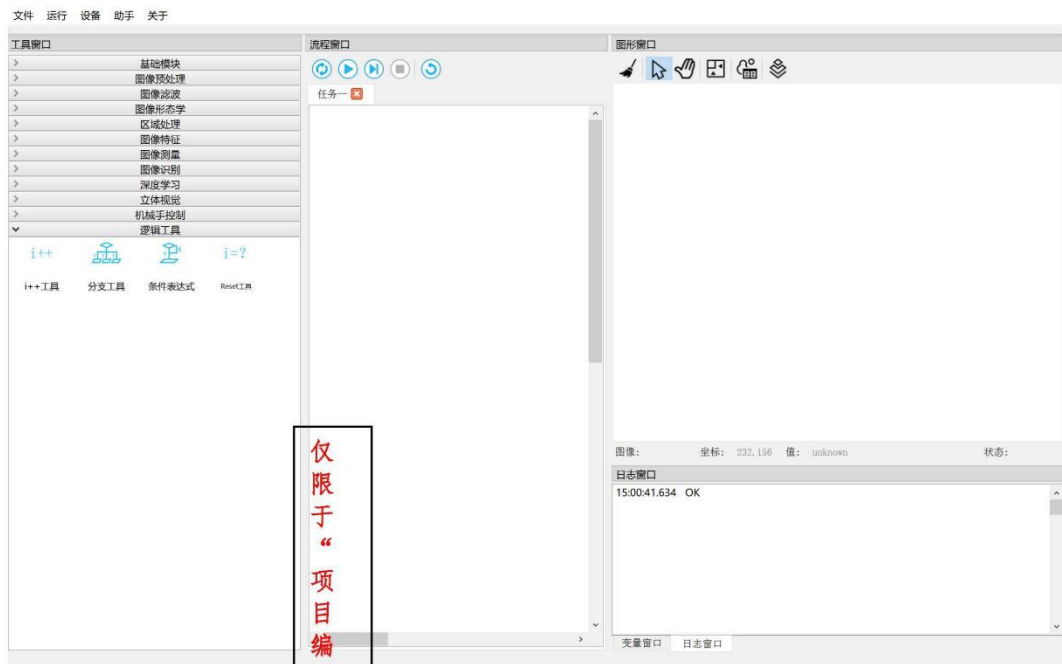 文件 运行 设备 助手 关于
工具窗口
基础模块
图像预处理
图像滤波
图像形态学
区域处理
图像特征
图像测量
图像识别
深度学习
立体视觉
机械手控制
逻辑工具
i++ i=?
i++工具 分支工具 条件表达式 Reset工具
流程窗口
任务一
仅
限
于
“
项
目
编
图形窗口
图像: 坐标: 232,156 值: unknown 状态:
日志窗口
15:00:41.634 OK
变量窗口 日志窗口